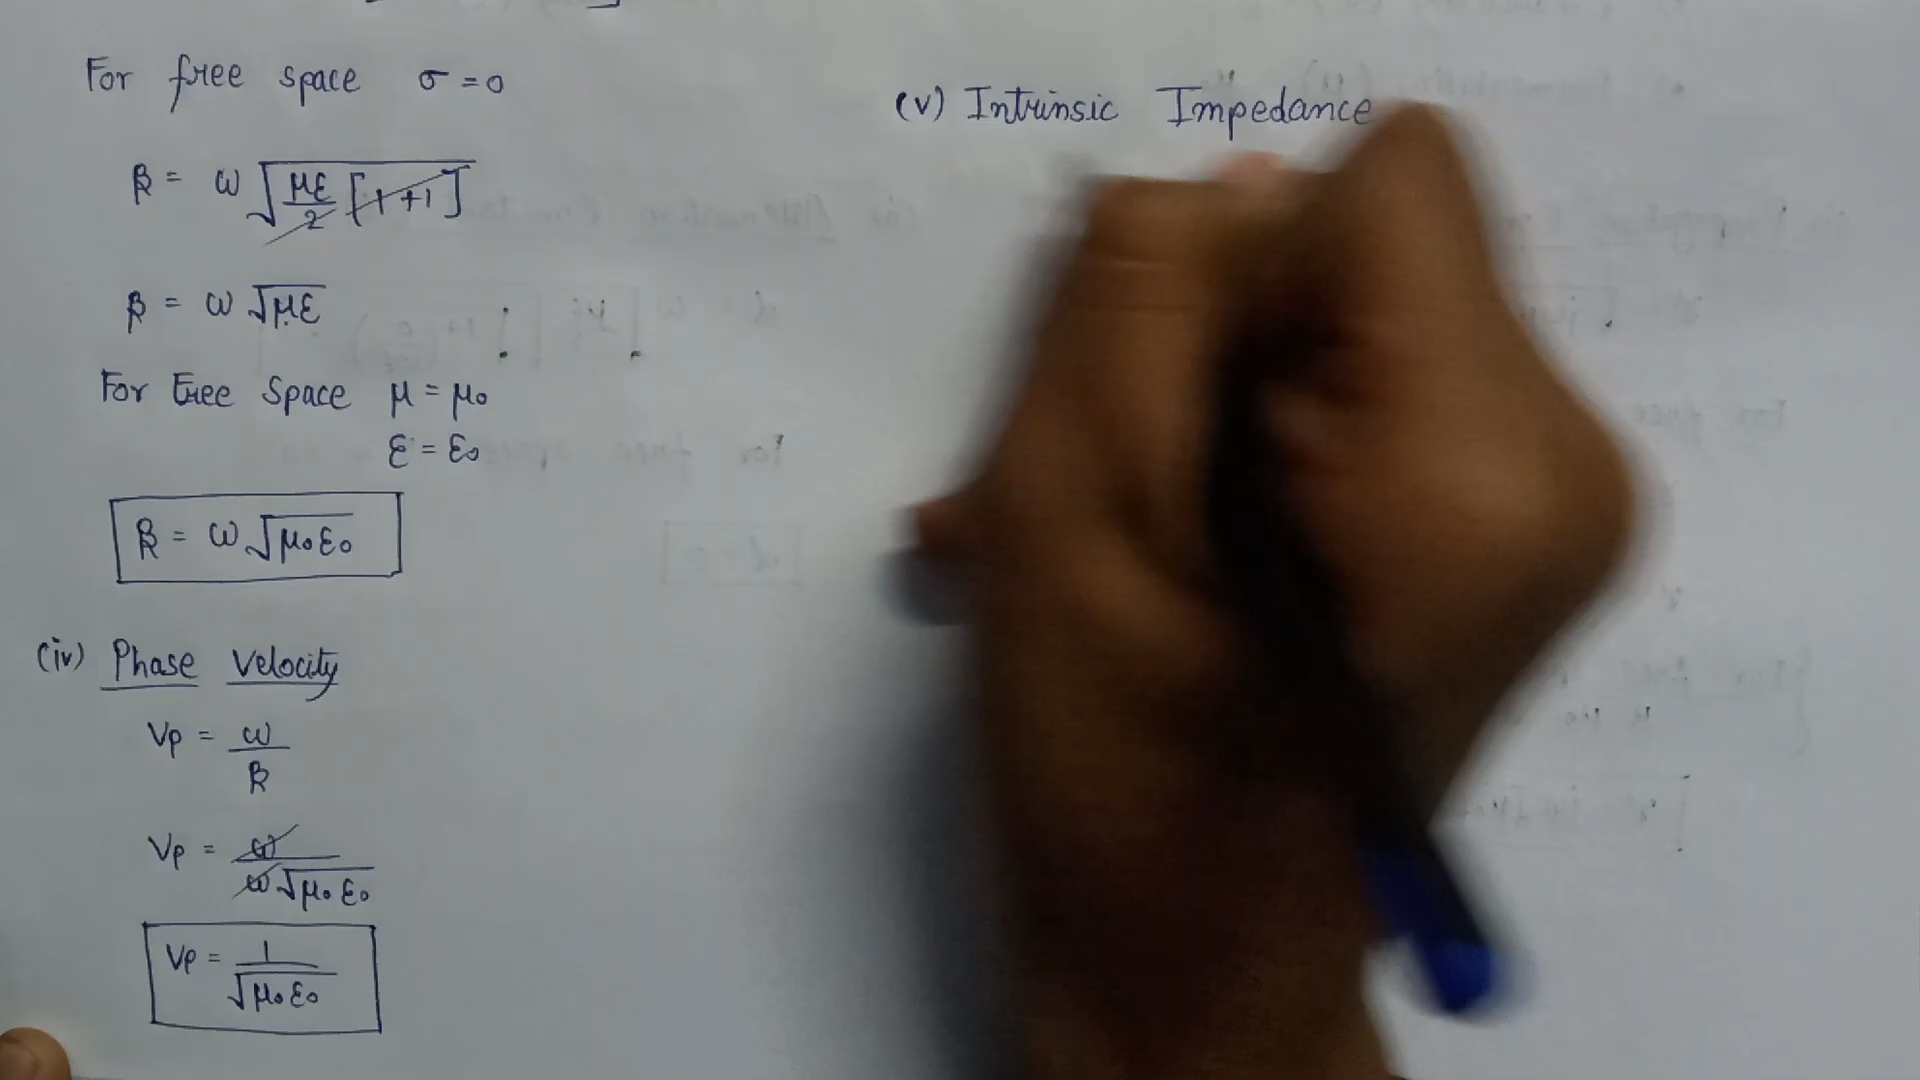 For free space σ = 0
β = ω √(με/2 [1+1])
β = ω √με
For Free Space μ = μ₀
ε = ε₀
β = ω √μ₀ε₀
(iv) Phase Velocity
Vp = ω/β
Vp = ω/ω√μ₀ε₀
Vp = 1/√μ₀ε₀
(v) Intrinsic Impedance